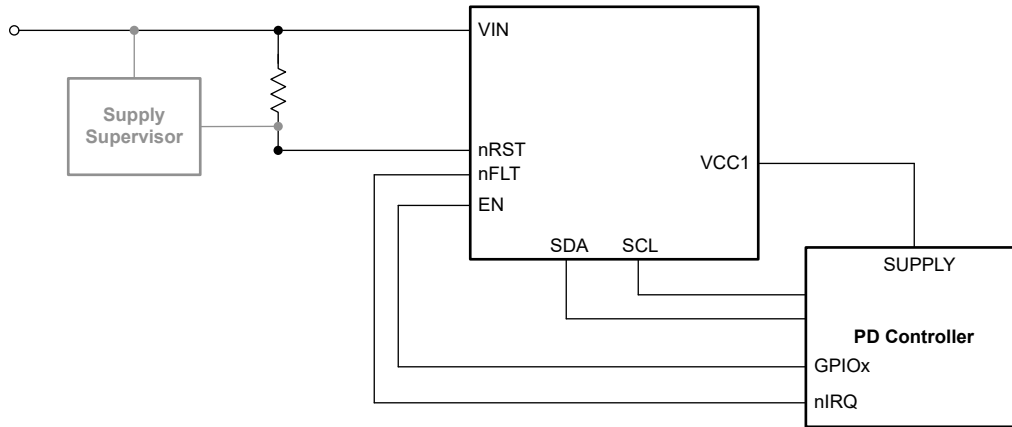 VIN
Supply
Supervisor
nRST
nFLT
VCC1
EN
SDA SCL
SUPPLY
PD Controller
GPIOx
nIRQ